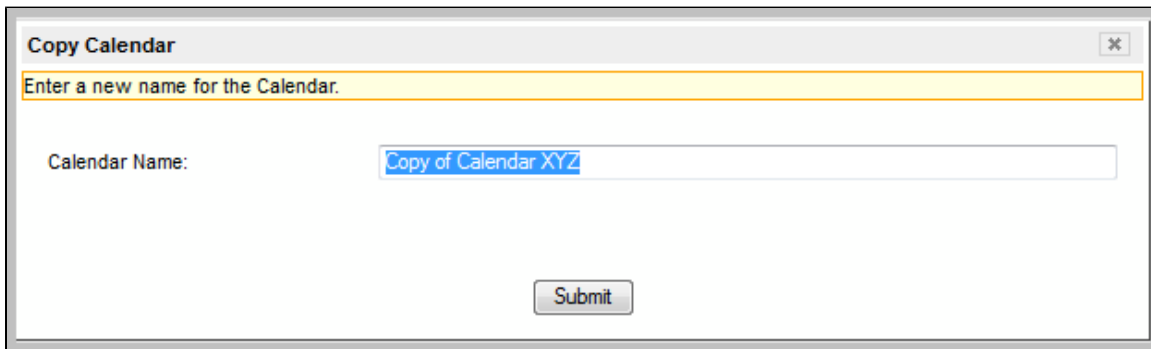 Copy Calendar
Enter a new name for the Calendar.
Calendar Name: Copy of Calendar XYZ
Submit